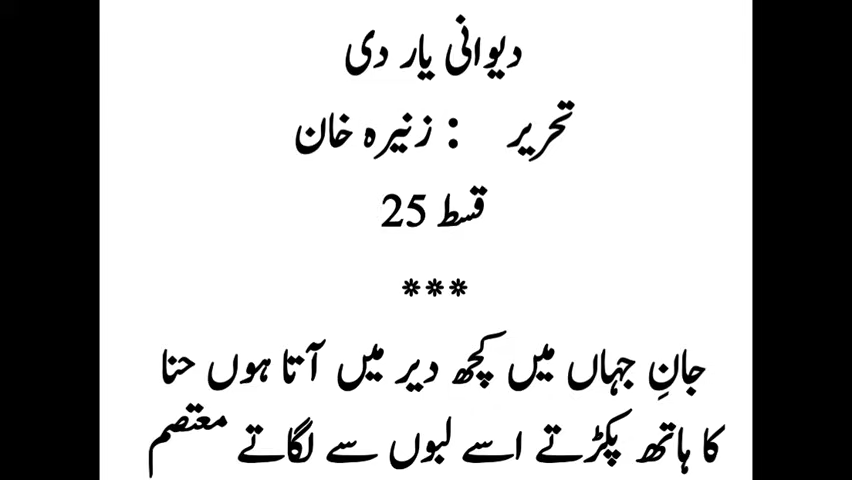 دیوانی یار دی
تحریر : زنیرہ خان
قسط 25
***
جانِ جہاں میں کچھ دیر میں آتا ہوں حنا
کا ہاتھ پکڑتے اسے لبوں سے لگاتے معتصم